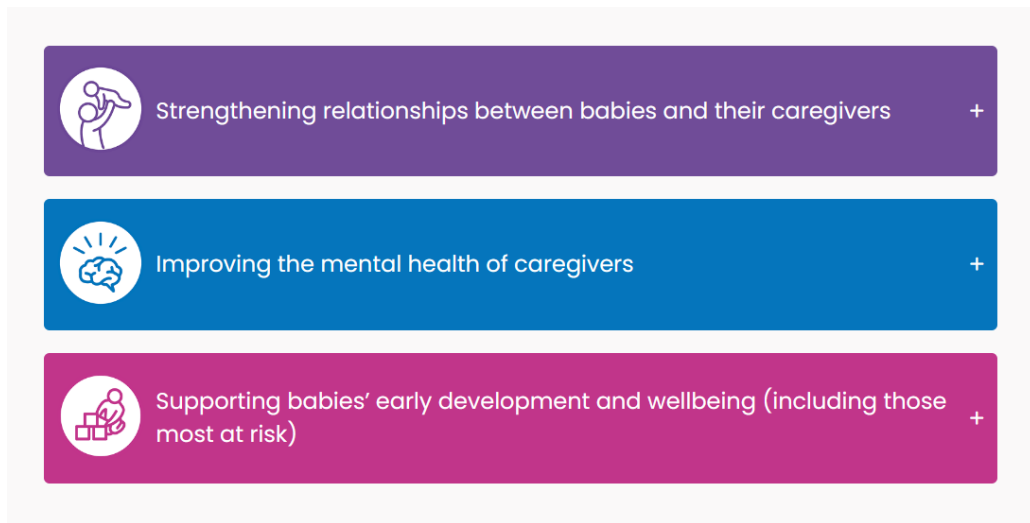 Strengthening relationships between babies and their caregivers +
Improving the mental health of caregivers +
Supporting babies’ early development and wellbeing (including those
most at risk) +